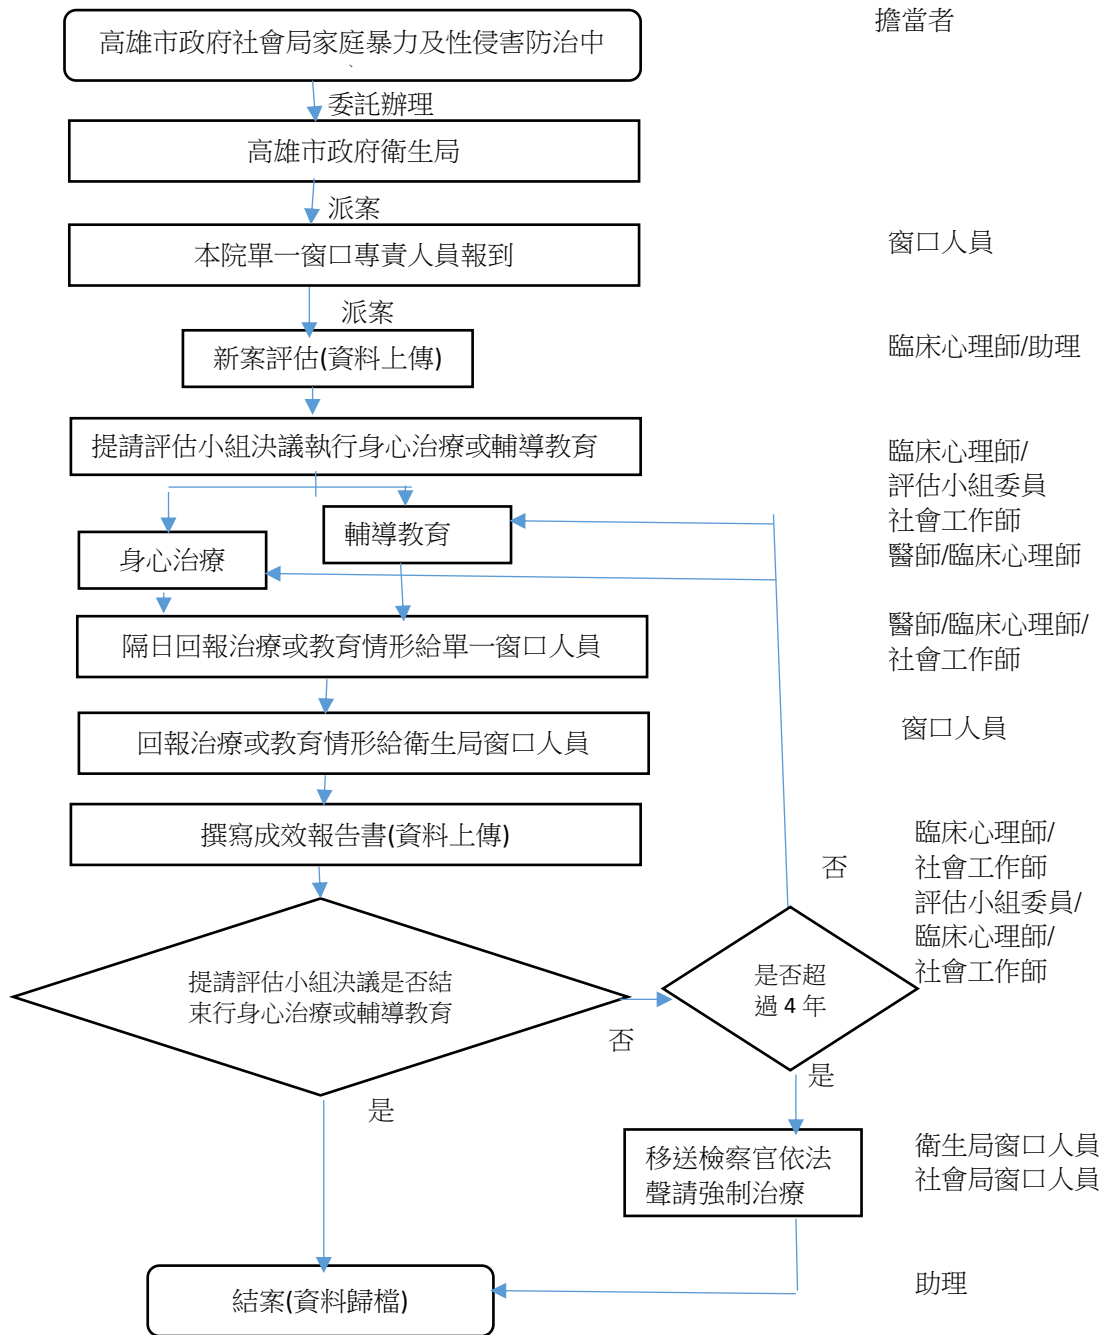 擔當者
高雄市政府社會局家庭暴力及性侵害防治中
委託辦理
高雄市政府衛生局
派案
本院單一窗口專責人員報到
窗口人員
派案
新案評估(資料上傳)
臨床心理師/助理
提請評估小組決議執行身心治療或輔導教育
臨床心理師/
評估小組委員
社會工作師
醫師/臨床心理師
輔導教育
身心治療
隔日回報治療或教育情形給單一窗口人員
醫師/臨床心理師/
社會工作師
回報治療或教育情形給衛生局窗口人員
窗口人員
撰寫成效報告書(資料上傳)
臨床心理師/
社會工作師
評估小組委員/
臨床心理師/
社會工作師
否
提請評估小組決議是否結
束行身心治療或輔導教育
是否超
過 4 年
否
是
是
移送檢察官依法
聲請強制治療
衛生局窗口人員
社會局窗口人員
結案(資料歸檔)
助理